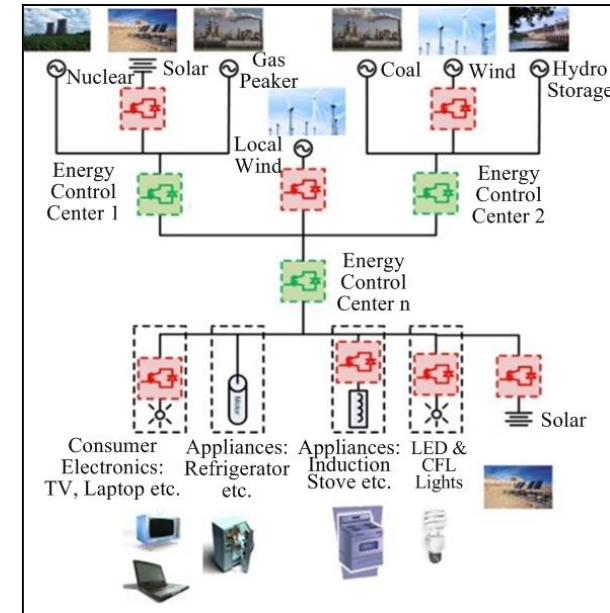 Nuclear
Solar
Gas
Peaker
Coal
Wind
Hydro
Storage
Local
Wind
Energy
Control
Center 1
Energy
Control
Center 2
Energy
Control
Center n
Motor
Solar
Consumer
Electronics:
TV, Laptop etc.
Appliances:
Refrigerator
etc.
Appliances:
Induction
Stove etc.
LED &
CFL
Lights